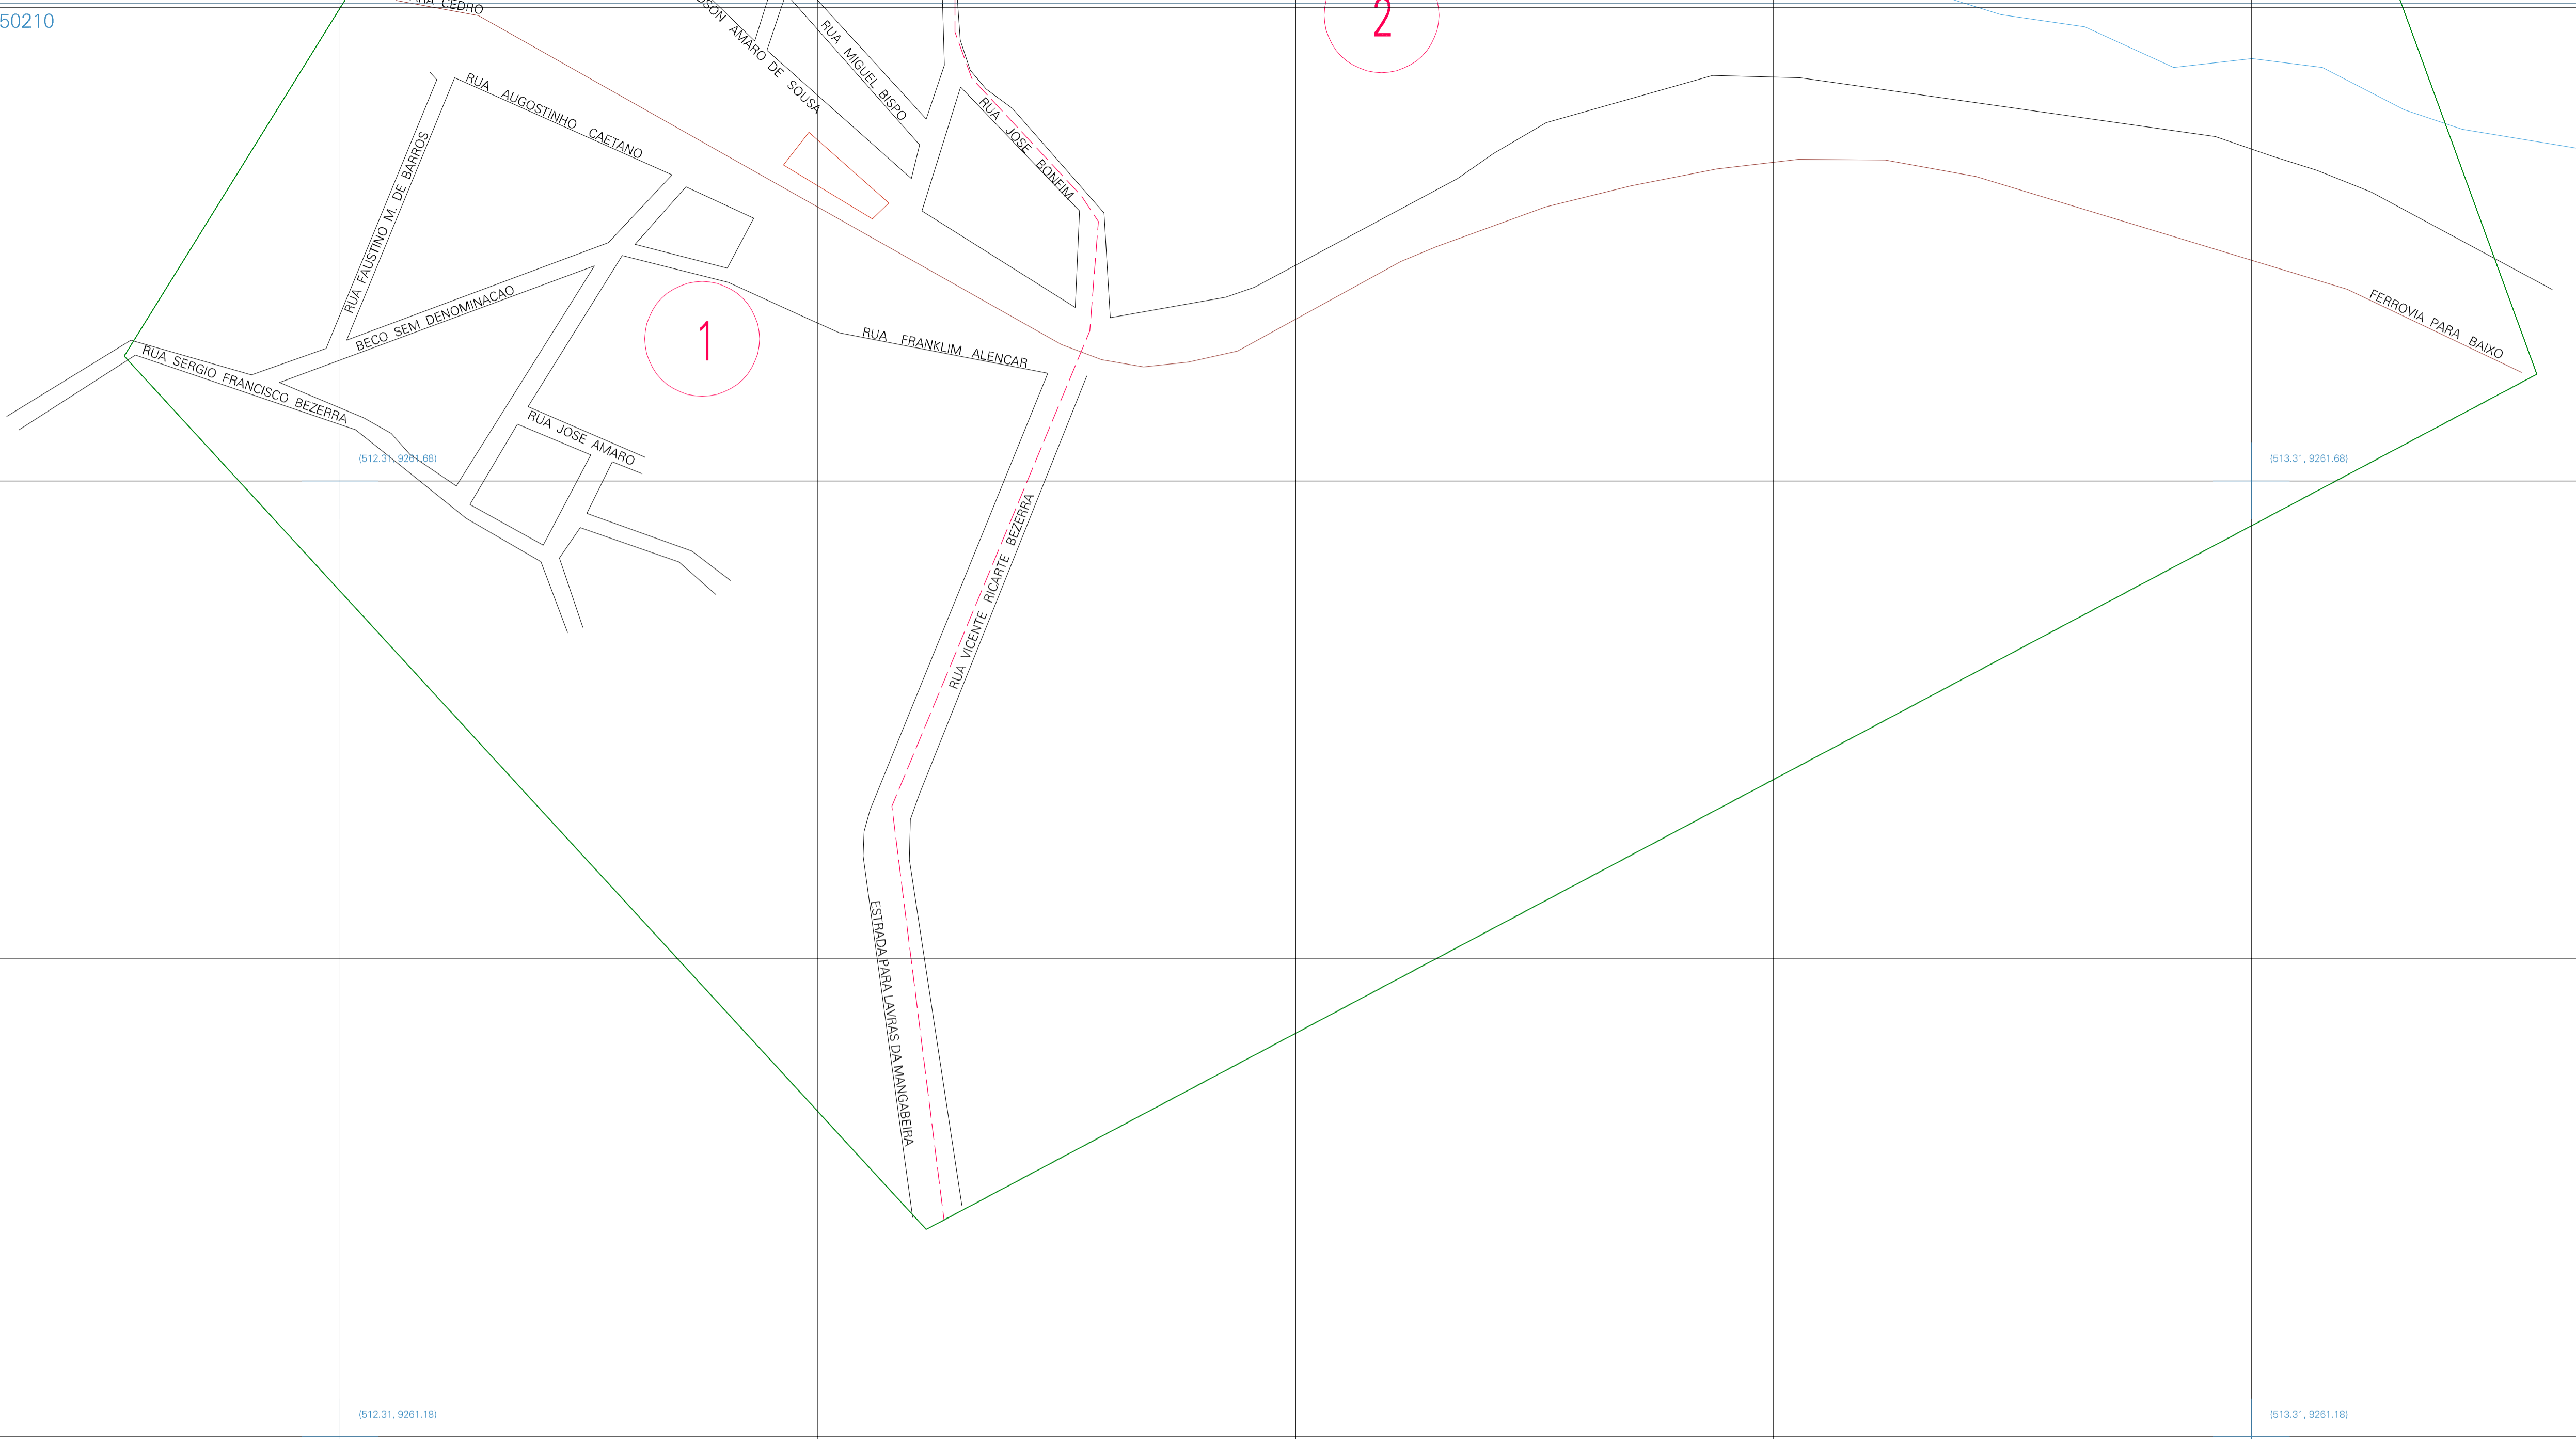 CEDRO
50210
2
AMARO DE SOUSA
RUA MIGUEL BISPO
RUA AUGOSTINHO CAETANO
RUA JOSE BONFIM
RUA FAUSTINO M. DE BARROS
BECO SEM DENOMINACAO
1
RUA FRANKLIM ALENCAR
FERROVIA PARA BAIXO
RUA SERGIO FRANCISCO BEZERRA
RUA JOSE AMARO
(512.31, 9261.68)
(513.31, 9261.68)
RUA VICENTE RICARTE BEZERRA
ESTRADA PARA LAVRAS DA MANGABEIRA
(512.31, 9261.18)
(513.31, 9261.18)